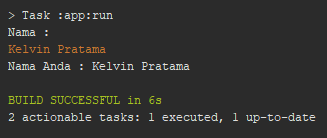 > Task :app:run
Nama :
Kelvin Pratama
Nama Anda : Kelvin Pratama
BUILD SUCCESSFUL in 6s
2 actionable tasks: 1 executed, 1 up-to-date